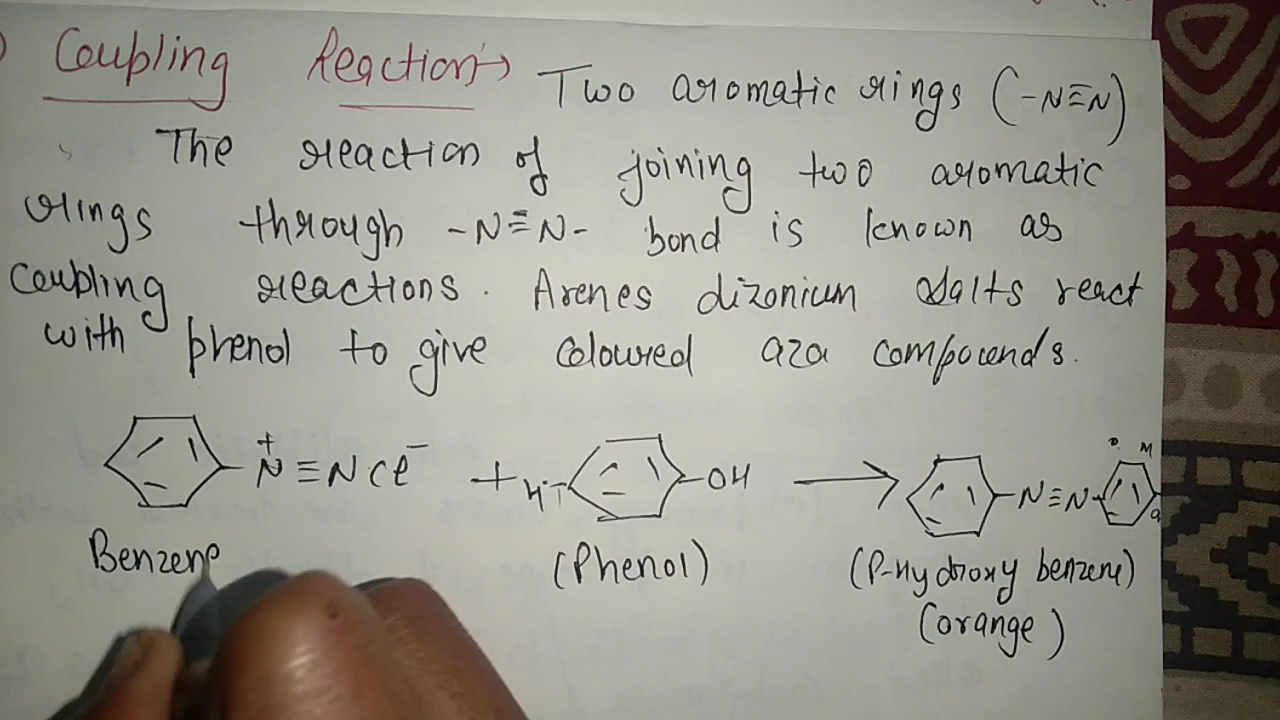 Coupling Reaction→ Two aromatic rings (-N≡N)
The reaction of joining two aromatic
rings through -N≡N- bond is known as
Coupling reactions. Arenes dizonium salts react
with phenol to give coloured aza compounds.
N⁺≡NCl⁻ + H OH → N≡N
Benzene (Phenol) (P-Hydroxy benzene)
(orange)